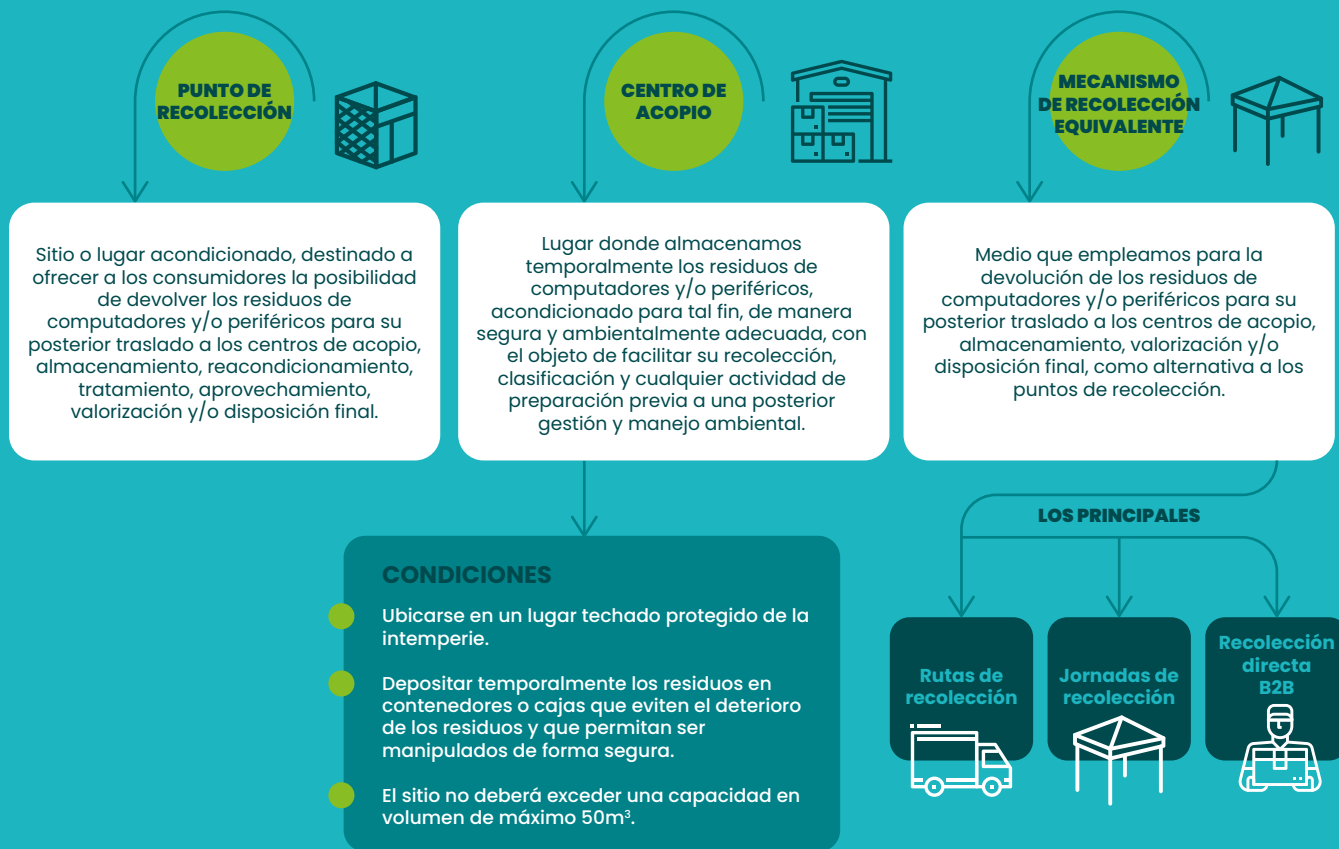 PUNTO DE
RECOLECCIÓN
Sitio o lugar acondicionado, destinado a
ofrecer a los consumidores la posibilidad
de devolver los residuos de
computadores y/o periféricos para su
posterior traslado a los centros de acopio,
almacenamiento, reacondicionamiento,
tratamiento, aprovechamiento,
valorización y/o disposición final.
CENTRO DE
ACOPIO
Lugar donde almacenamos
temporalmente los residuos de
computadores y/o periféricos,
acondicionado para tal fin, de manera
segura y ambientalmente adecuada, con
el objeto de facilitar su recolección,
clasificación y cualquier actividad de
preparación previa a una posterior
gestión y manejo ambiental.
CONDICIONES
Ubicarse en un lugar techado protegido de la
intemperie.
Depositar temporalmente los residuos en
contenedores o cajas que eviten el deterioro
de los residuos y que permitan ser
manipulados de forma segura.
El sitio no deberá exceder una capacidad en
volumen de máximo 50m³.
MECANISMO
DE RECOLECCIÓN
EQUIVALENTE
Medio que empleamos para la
devolución de los residuos de
computadores y/o periféricos para su
posterior traslado a los centros de acopio,
almacenamiento, valorización y/o
disposición final, como alternativa a los
puntos de recolección.
LOS PRINCIPALES
Rutas de
recolección
Jornadas de
recolección
Recolección
directa
B2B